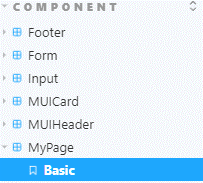 COMPONENT
Footer
Form
Input
MUICard
MUIHeader
MyPage
Basic